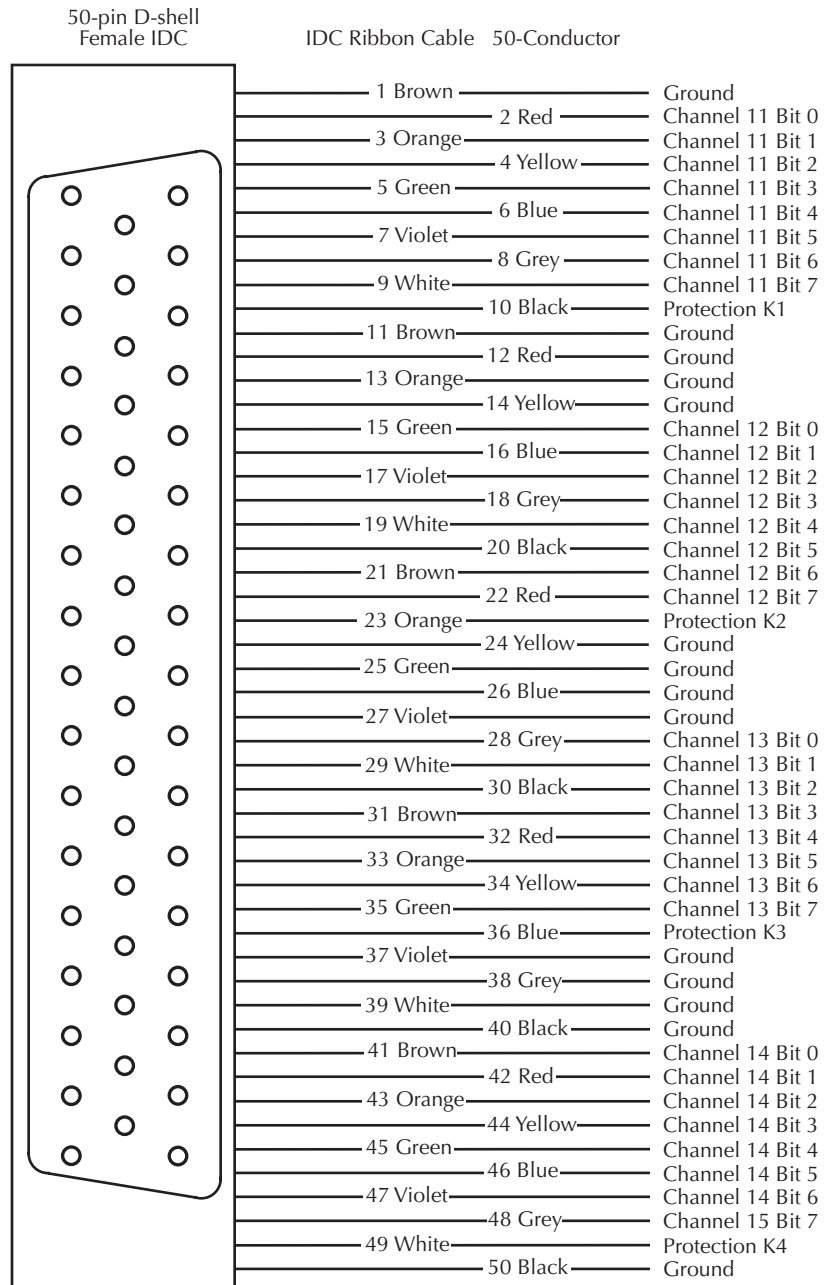 50-pin D-shell
Female IDC
IDC Ribbon Cable 50-Conductor
1 Brown Ground
2 Red Channel 11 Bit 0
3 Orange Channel 11 Bit 1
4 Yellow Channel 11 Bit 2
5 Green Channel 11 Bit 3
6 Blue Channel 11 Bit 4
7 Violet Channel 11 Bit 5
8 Grey Channel 11 Bit 6
9 White Channel 11 Bit 7
10 Black Protection K1
11 Brown Ground
12 Red Ground
13 Orange Ground
14 Yellow Ground
15 Green Channel 12 Bit 0
16 Blue Channel 12 Bit 1
17 Violet Channel 12 Bit 2
18 Grey Channel 12 Bit 3
19 White Channel 12 Bit 4
20 Black Channel 12 Bit 5
21 Brown Channel 12 Bit 6
22 Red Channel 12 Bit 7
23 Orange Protection K2
24 Yellow Ground
25 Green Ground
26 Blue Ground
27 Violet Ground
28 Grey Channel 13 Bit 0
29 White Channel 13 Bit 1
30 Black Channel 13 Bit 2
31 Brown Channel 13 Bit 3
32 Red Channel 13 Bit 4
33 Orange Channel 13 Bit 5
34 Yellow Channel 13 Bit 6
35 Green Channel 13 Bit 7
36 Blue Protection K3
37 Violet Ground
38 Grey Ground
39 White Ground
40 Black Ground
41 Brown Channel 14 Bit 0
42 Red Channel 14 Bit 1
43 Orange Channel 14 Bit 2
44 Yellow Channel 14 Bit 3
45 Green Channel 14 Bit 4
46 Blue Channel 14 Bit 5
47 Violet Channel 14 Bit 6
48 Grey Channel 15 Bit 7
49 White Protection K4
50 Black Ground